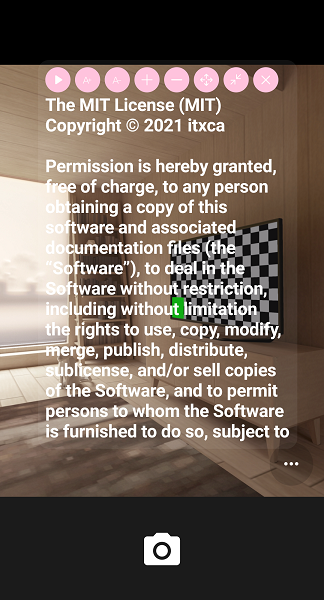 A+
A-
The MIT License (MIT)
Copyright © 2021 itxca
Permission is hereby granted,
free of charge, to any person
obtaining a copy of this
software and associated
documentation files (the
“Software”), to deal in the
Software without restriction,
including without limitation
the rights to use, copy, modify,
merge, publish, distribute,
sublicense, and/or sell copies
of the Software, and to permit
persons to whom the Software
is furnished to do so, subject to